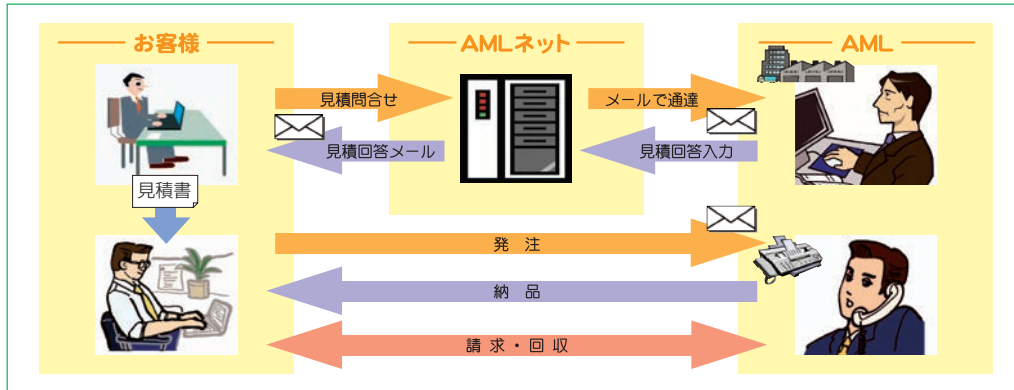 お客様
AMLネット
AML
見積問合せ
メールで通達
見積回答メール
見積回答入力
見積書
発 注
納 品
請 求 ・ 回 収